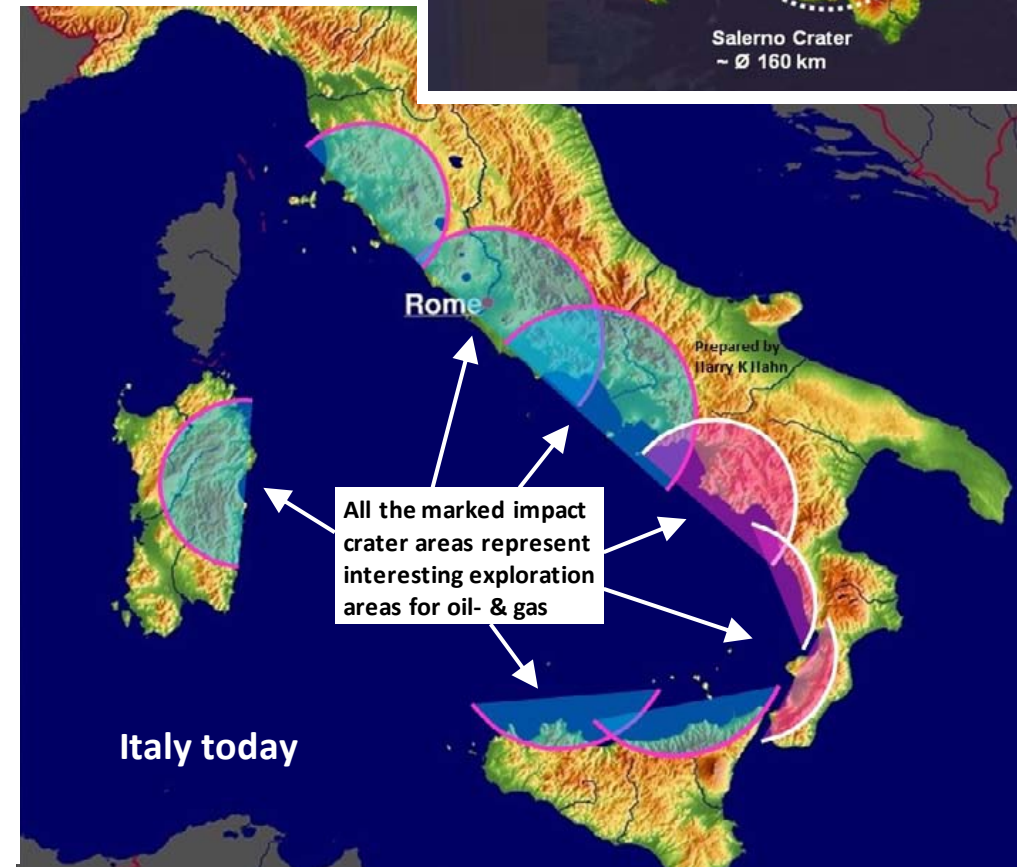 Salerno Crater
~ Ø 160 km
Rome
Prepared by
Harry K Hahn
All the marked impact
crater areas represent
interesting exploration
areas for oil- & gas
Italy today